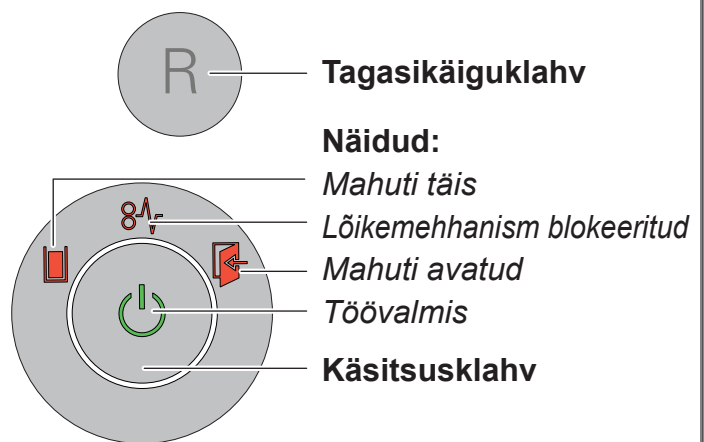 R
Tagasikäiguklahv
Näidud:
Mahuti täis
Lõikemehhanism blokeeritud
Mahuti avatud
Töövalmis
Käsitsusklahv